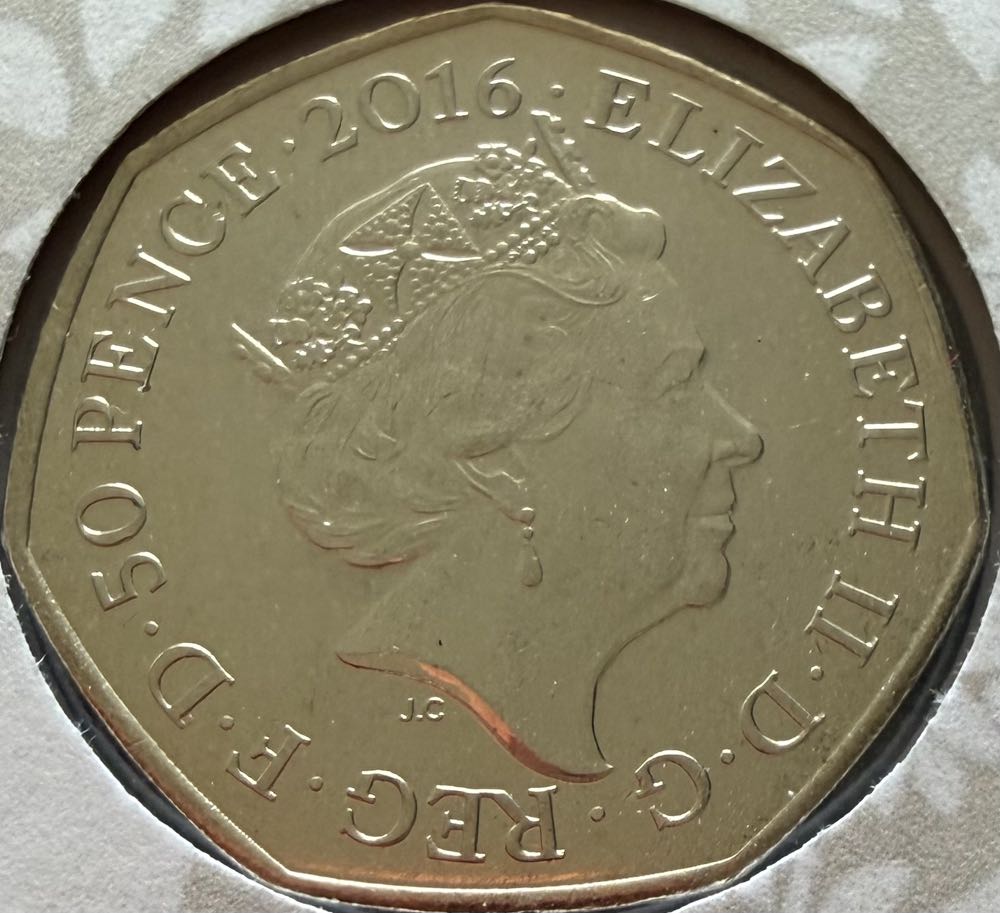 ELIZABETH II · D · G · REG · F · D · 50 PENCE · 2016 ·
J.C